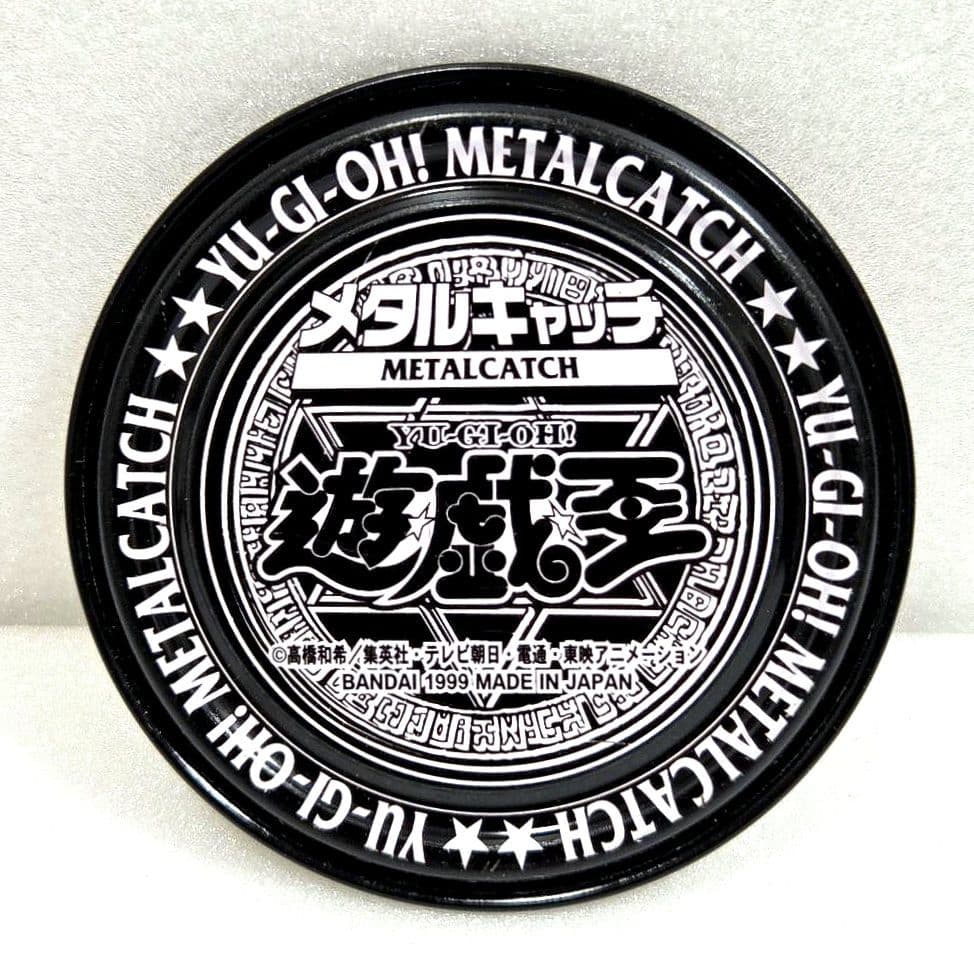 YU-GI-OH! METALCATCH
★★
YU-GI-OH! METALCATCH
★★
YU-GI-OH! METALCATCH
★★
メタルキャッチ
METALCATCH
YU-GI-OH!
遊戯王
©高橋和希/集英社・テレビ朝日・電通・東映アニメーション
BANDAI 1999 MADE IN JAPAN